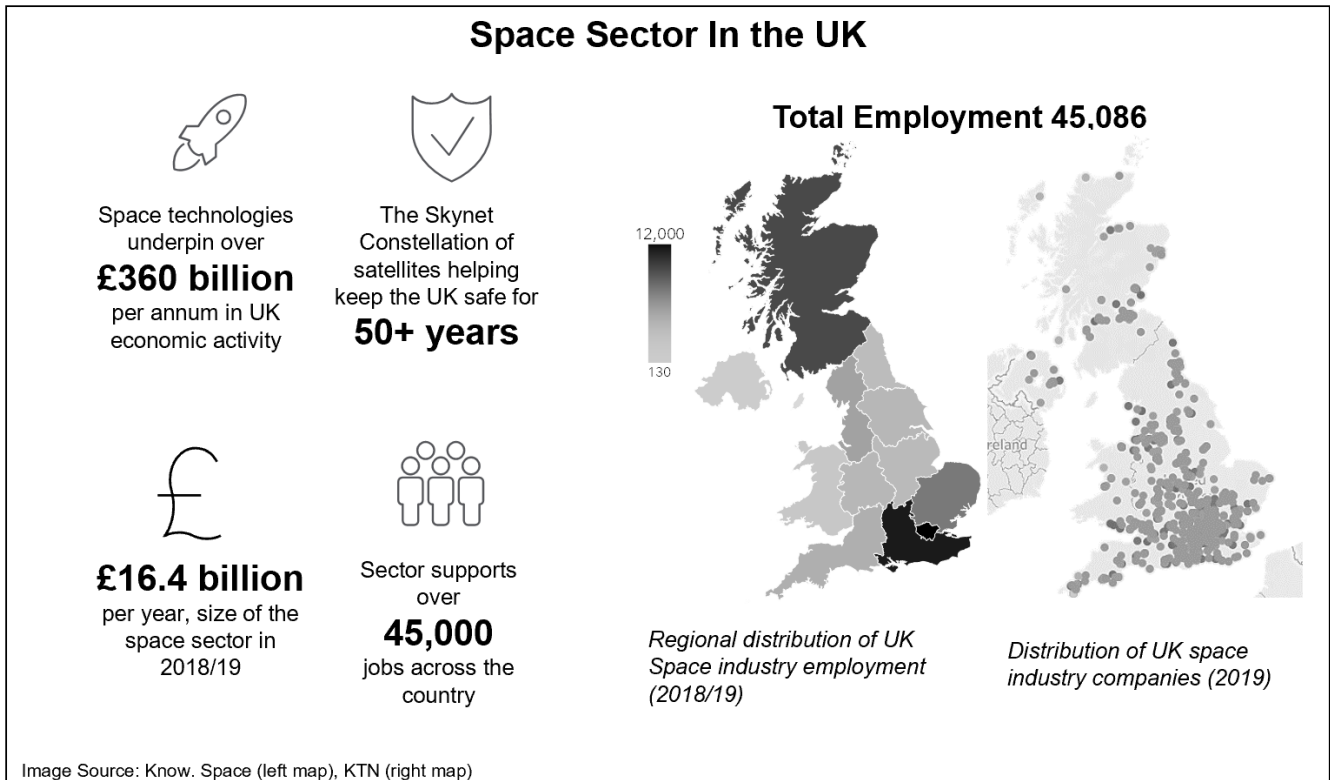 Space Sector In the UK
Space technologies
underpin over
£360 billion
per annum in UK
economic activity
The Skynet
Constellation of
satellites helping
keep the UK safe for
50+ years
£16.4 billion
per year, size of the
space sector in
2018/19
Sector supports
over
45,000
jobs across the
country
Total Employment 45,086
12,000
130
reland
Regional distribution of UK
Space industry employment
(2018/19)
Distribution of UK space
industry companies (2019)
Image Source: Know. Space (left map), KTN (right map)